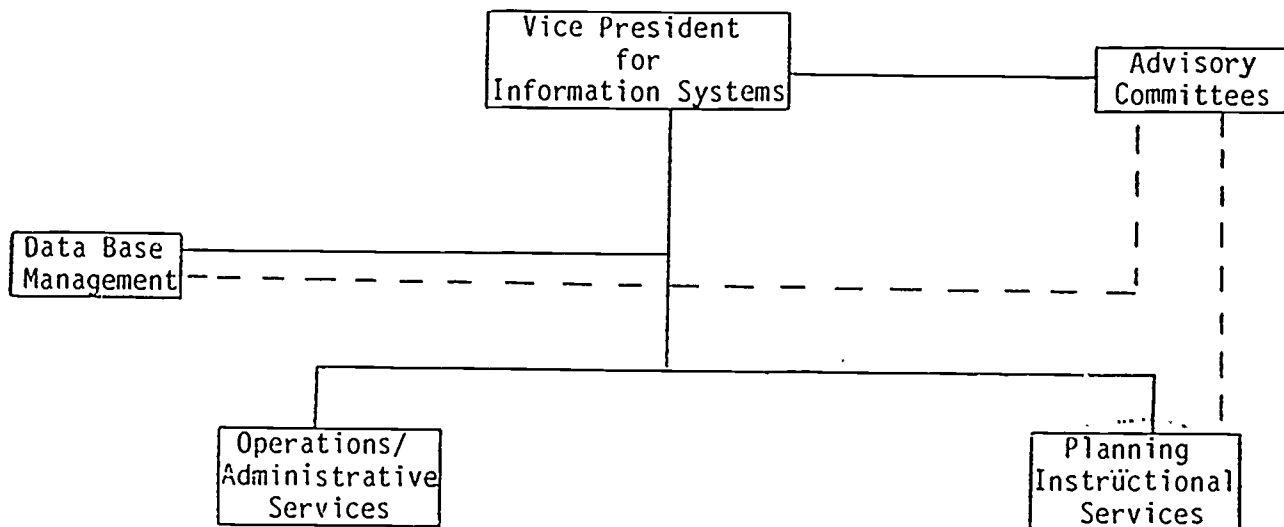 Vice President
for
Information Systems
Advisory
Committees
Data Base
Management
Operations/
Administrative
Services
Planning
Instructional
Services